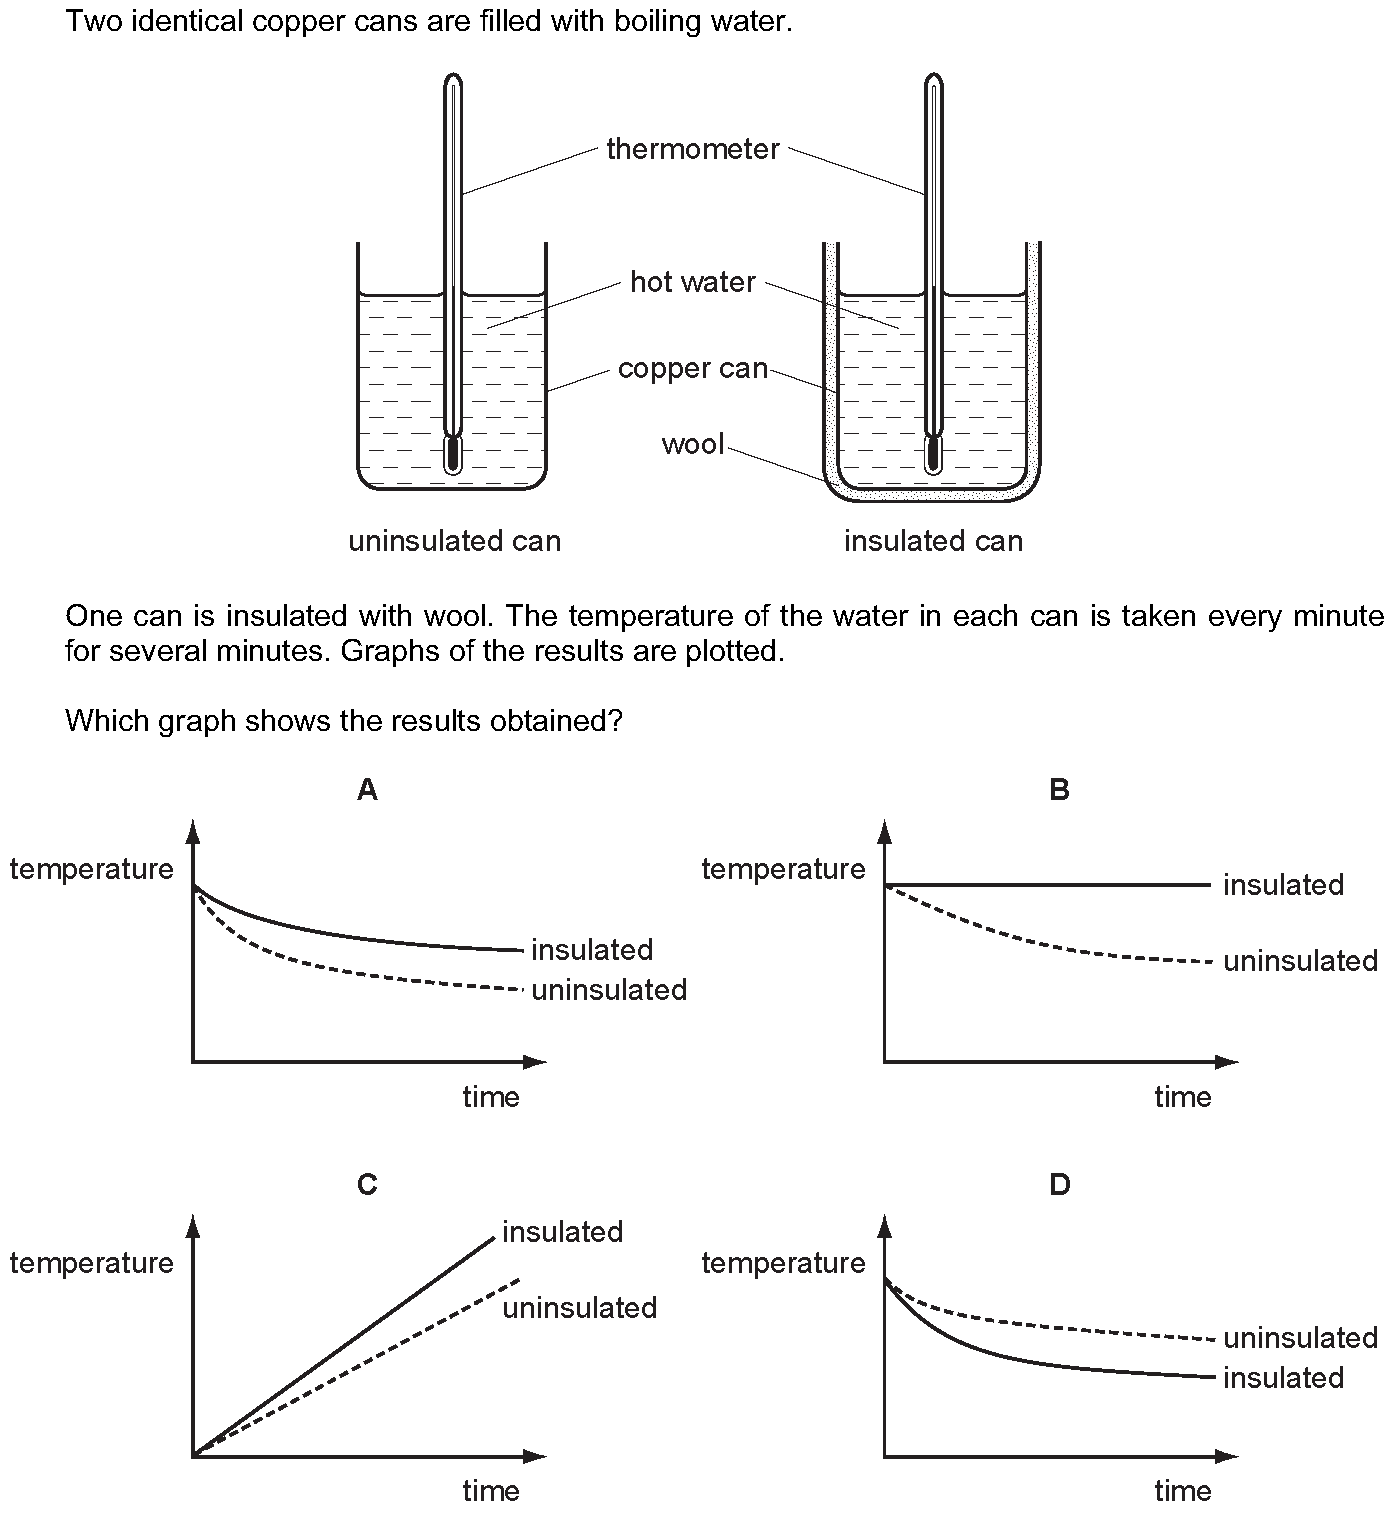 Two identical copper cans are filled with boiling water.
thermometer
hot water
copper can
wool
uninsulated can
insulated can
One can is insulated with wool. The temperature of the water in each can is taken every minute
for several minutes. Graphs of the results are plotted.
Which graph shows the results obtained?
A
temperature
insulated
uninsulated
time
B
temperature
insulated
uninsulated
time
C
temperature
insulated
uninsulated
time
D
temperature
uninsulated
insulated
time